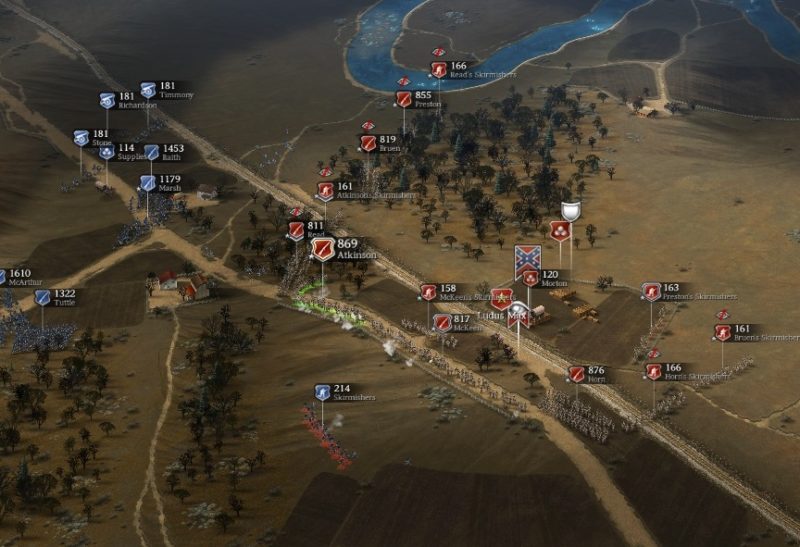 166
Read's Skirmishers
181
Timmony
181
Richardson
855
Preston
181
Stone
114
Supplies
1453
Raith
819
Bruen
1179
Marsh
161
Atkinson's Skirmishers
811
Read
869
Atkinson
1610
McArthur
1322
Tuttle
158
McKeen's Skirmishers
120
Morton
163
Preston's Skirmishers
Ludus Max
817
McKeen
161
Bruen's Skirmishers
876
Horn
166
Horn's Skirmishers
214
Skirmishers